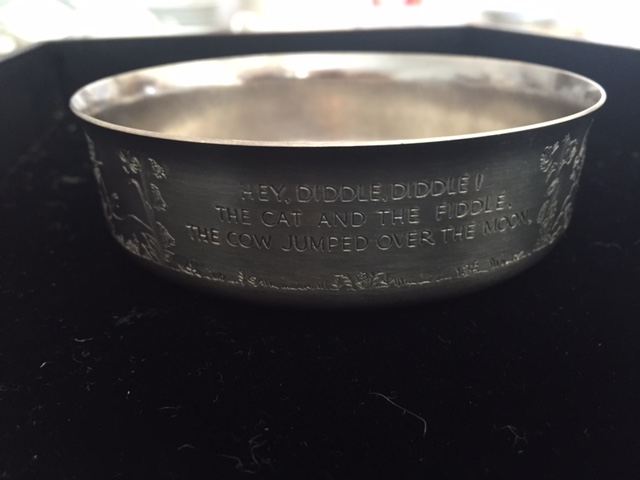 HEY, DIDDLE, DIDDLE!
THE CAT AND THE FIDDLE,
THE COW JUMPED OVER THE MOON,